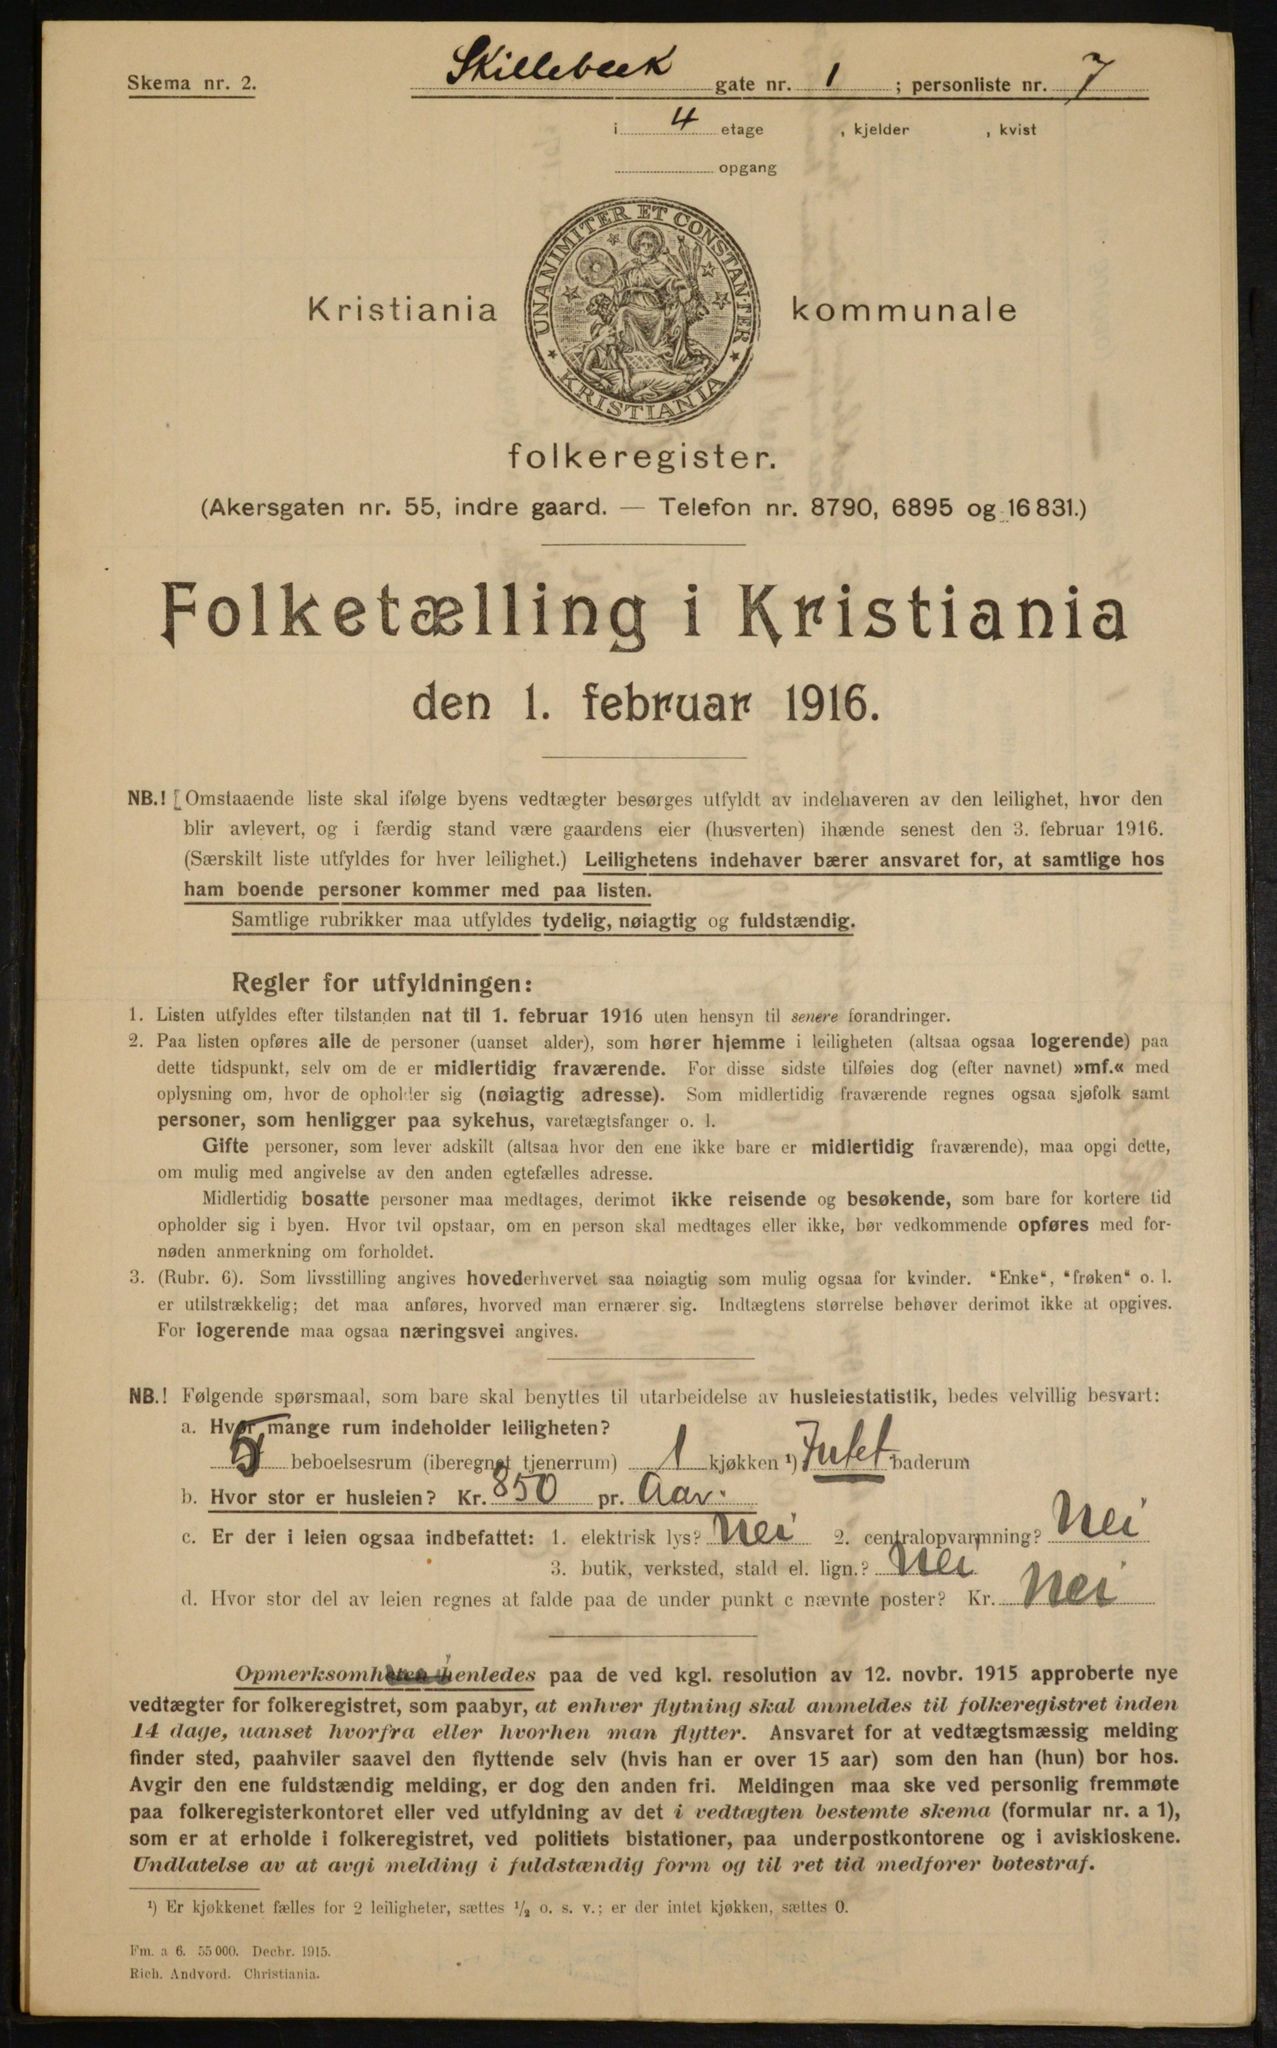 Skema nr. 2.
Skillebeek gate nr. 1 ; personliste nr. 7
i 4 etage , kjelder , kvist
opgang
UNANIMITER ET CONSTANTER
KRISTIANIA
Kristiania kommunale
folkeregister.
(Akersgaten nr. 55, indre gaard. — Telefon nr. 8790, 6895 og 16 831.)
Folketælling i Kristiania
den 1. februar 1916.
NB.! [Omstaaende liste skal ifølge byens vedtægter besørges utfyldt av indehaveren av den leilighet, hvor den
blir avlevert, og i færdig stand være gaardens eier (husverten) ihænde senest den 3. februar 1916.
(Særskilt liste utfyldes for hver leilighet.) Leilighetens indehaver bærer ansvaret for, at samtlige hos
ham boende personer kommer med paa listen.
Samtlige rubrikker maa utfyldes tydelig, nøiagtig og fuldstændig.
Regler for utfyldningen:
1. Listen utfyldes efter tilstanden nat til 1. februar 1916 uten hensyn til senere forandringer.
2. Paa listen opføres alle de personer (uanset alder), som hører hjemme i leiligheten (altsaa ogsaa logerende) paa
dette tidspunkt, selv om de er midlertidig fraværende. For disse sidste tilføies dog (efter navnet) »mf.« med
oplysning om, hvor de opholder sig (nøiagtig adresse). Som midlertidig fraværende regnes ogsaa sjøfolk samt
personer, som henligger paa sykehus, varetægtsfanger o. l.
Gifte personer, som lever adskilt (altsaa hvor den ene ikke bare er midlertidig fraværende), maa opgi dette,
om mulig med angivelse av den anden egtefælles adresse.
Midlertidig bosatte personer maa medtages, derimot ikke reisende og besøkende, som bare for kortere tid
opholder sig i byen. Hvor tvil opstaar, om en person skal medtages eller ikke, bør vedkommende opføres med for-
nøden anmerkning om forholdet.
3. (Rubr. 6). Som livsstilling angives hovederhvervet saa nøiagtig som mulig ogsaa for kvinder. "Enke", "frøken" o. l.
er utilstrækkelig; det maa anføres, hvorved man ernærer sig. Indtægtens størrelse behøver derimot ikke at opgives.
For logerende maa ogsaa næringsvei angives.
NB.! Følgende spørsmaal, som bare skal benyttes til utarbeidelse av husleiestatistik, bedes velvillig besvart:
a. Hvor mange rum indeholder leiligheten?
5 beboelsesrum (iberegnet tjenerrum) 1 kjøkken ¹) Intet baderum
b. Hvor stor er husleien? Kr. 850 pr. Aar.
c. Er der i leien ogsaa indbefattet: 1. elektrisk lys? Nei 2. centralopvarmning? Nei
3. butik, verksted, stald el. lign.? Nei
d. Hvor stor del av leien regnes at falde paa de under punkt c nævnte poster? Kr. Nei
Opmerksomheten henledes paa de ved kgl. resolution av 12. novbr. 1915 approberte nye
vedtægter for folkeregistret, som paabyr, at enhver flytning skal anmeldes til folkeregistret inden
14 dage, uanset hvorfra eller hvorhen man flytter. Ansvaret for at vedtægtsmæssig melding
finder sted, paahviler saavel den flyttende selv (hvis han er over 15 aar) som den han (hun) bor hos.
Avgir den ene fuldstændig melding, er dog den anden fri. Meldingen maa ske ved personlig fremmøte
paa folkeregisterkontoret eller ved utfyldning av det i vedtægten bestemte skema (formular nr. a 1),
som er at erholde i folkeregistret, ved politiets bistationer, paa underpostkontorene og i aviskioskene.
Undlatelse av at avgi melding i fuldstændig form og til ret tid medfører bøtestraf.
¹) Er kjøkkenet fælles for 2 leiligheter, sættes ½ o. s. v.; er der intet kjøkken, sættes 0.
Fm. a 6. 55 000. Decbr. 1915.
Rich. Andvord. Christiania.